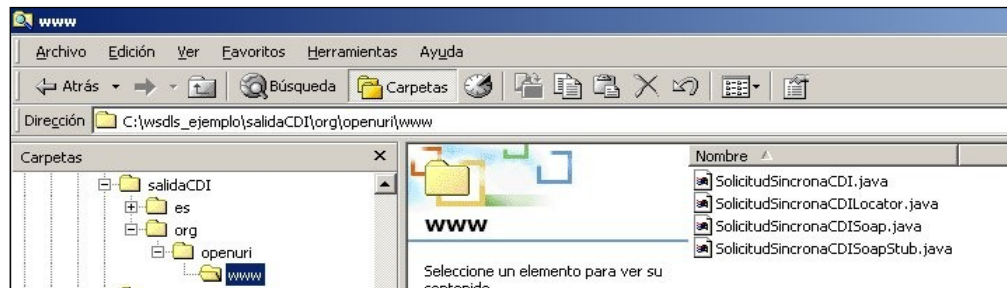 www
Archivo Edición Ver Favoritos Herramientas Ayuda
Atrás Búsqueda Carpetas
Dirección C:\wsdls_ejemplo\salidaCDI\org\openuri\www
Carpetas
salidaCDI
es
org
openuri
www
www
Seleccione un elemento para ver su
contenido.
Nombre
SolicitudSincronaCDI.java
SolicitudSincronaCDILocator.java
SolicitudSincronaCDISoap.java
SolicitudSincronaCDISoapStub.java